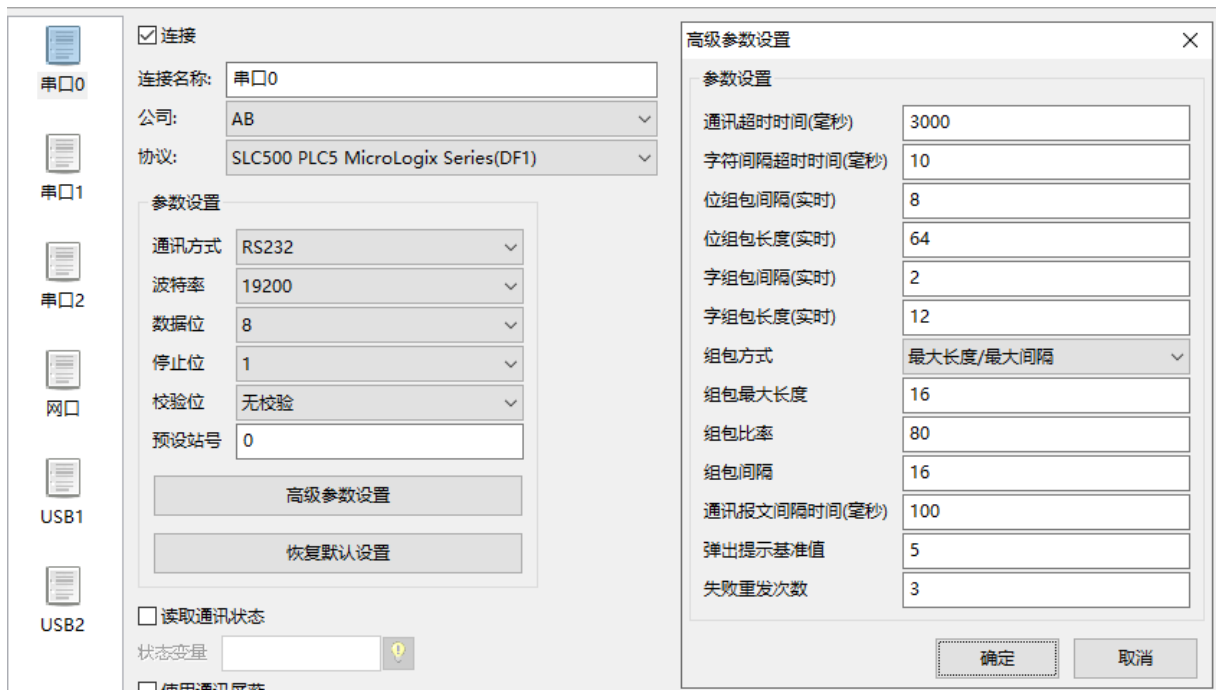 串口0
串口1
串口2
网口
USB1
USB2
连接
连接名称: 串口0
公司: AB
协议: SLC500 PLC5 MicroLogix Series(DF1)
参数设置
通讯方式 RS232
波特率 19200
数据位 8
停止位 1
校验位 无校验
预设站号 0
高级参数设置
恢复默认设置
读取通讯状态
状态变量
使用通讯屏蔽
高级参数设置
参数设置
通讯超时时间(毫秒) 3000
字符间隔超时时间(毫秒) 10
位组包间隔(实时) 8
位组包长度(实时) 64
字组包间隔(实时) 2
字组包长度(实时) 12
组包方式 最大长度/最大间隔
组包最大长度 16
组包比率 80
组包间隔 16
通讯报文间隔时间(毫秒) 100
弹出提示基准值 5
失败重发次数 3
确定 取消